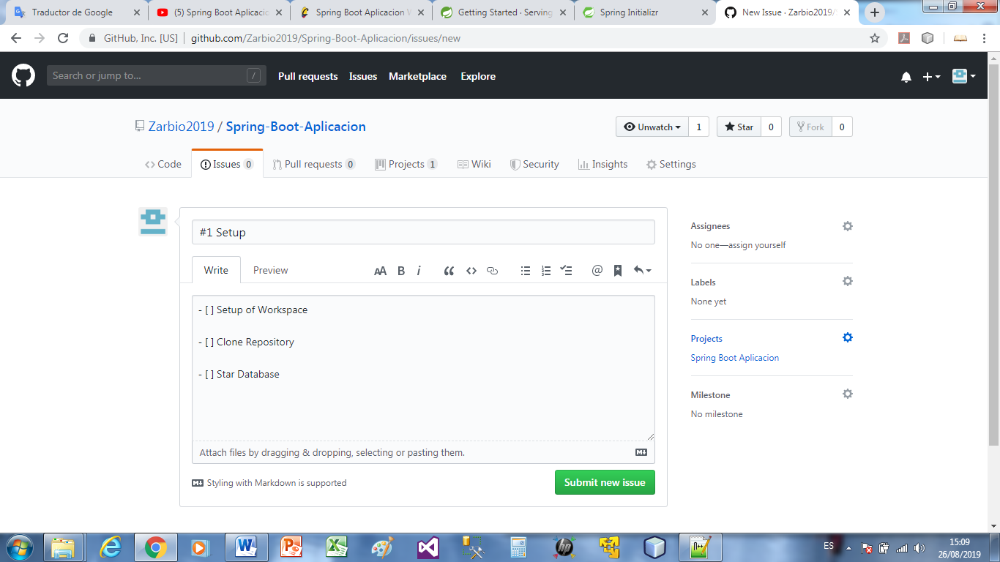 Traductor de Google
(5) Spring Boot Aplicacio
Spring Boot Aplicacion W
Getting Started · Serving
Spring Initializr
New Issue · Zarbio2019/
GitHub, Inc. [US]
github.com/Zarbio2019/Spring-Boot-Aplicacion/issues/new
Search or jump to...
/
Pull requests
Issues
Marketplace
Explore
Zarbio2019 / Spring-Boot-Aplicacion
Unwatch 1
Star 0
Fork 0
Code
Issues 0
Pull requests 0
Projects 1
Wiki
Security
Insights
Settings
#1 Setup
Write
Preview
AA B i
- [ ] Setup of Workspace
- [ ] Clone Repository
- [ ] Star Database
Attach files by dragging & dropping, selecting or pasting them.
Styling with Markdown is supported
Submit new issue
Assignees
No one—assign yourself
Labels
None yet
Projects
Spring Boot Aplicacion
Milestone
No milestone
ES
15:09
26/08/2019